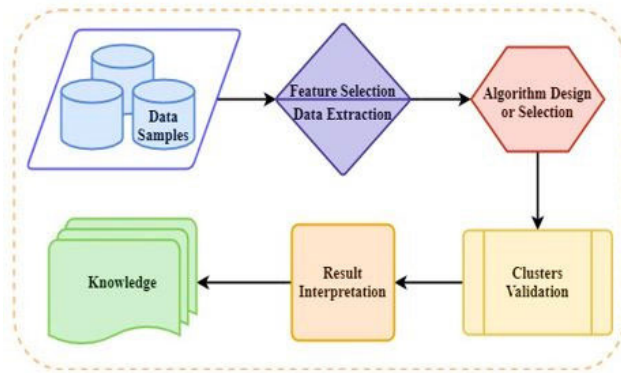 Data
Samples
Feature Selection
Data Extraction
Algorithm Design
or Selection
Clusters
Validation
Result
Interpretation
Knowledge